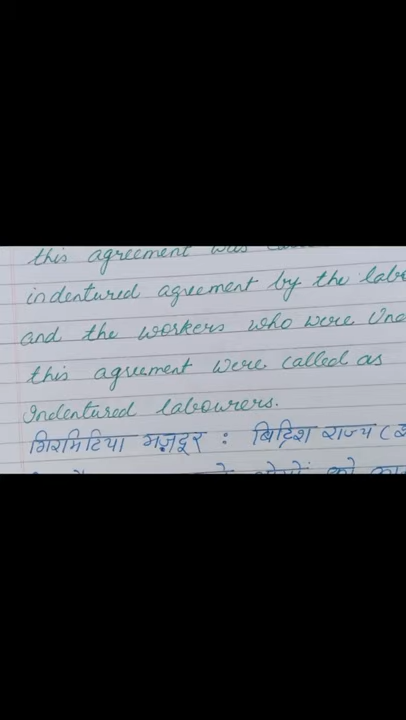 this agreement was
indentured agreement by the
and the workers who were
this agreement were called as
Indentured labourers.
गिरमिटिया मज़दूर : ब्रिटिश राज्य (
लोगों को